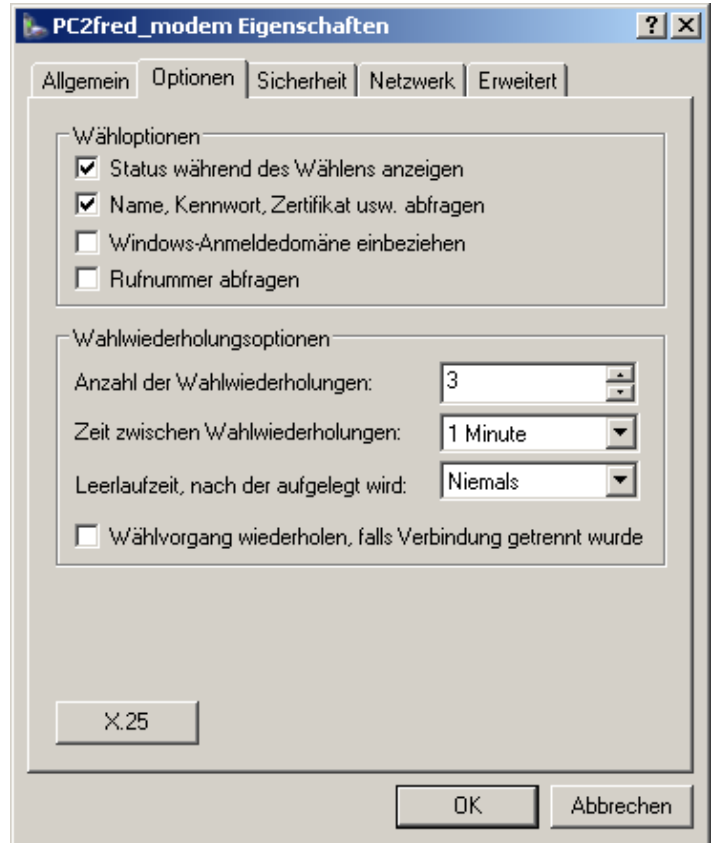 PC2fred_modem Eigenschaften
Allgemein Optionen Sicherheit Netzwerk Erweitert
Wähloptionen
Status während des Wählens anzeigen
Name, Kennwort, Zertifikat usw. abfragen
Windows-Anmeldedomäne einbeziehen
Rufnummer abfragen
Wahlwiederholungsoptionen
Anzahl der Wahlwiederholungen: 3
Zeit zwischen Wahlwiederholungen: 1 Minute
Leerlaufzeit, nach der aufgelegt wird: Niemals
Wählvorgang wiederholen, falls Verbindung getrennt wurde
X.25
OK Abbrechen